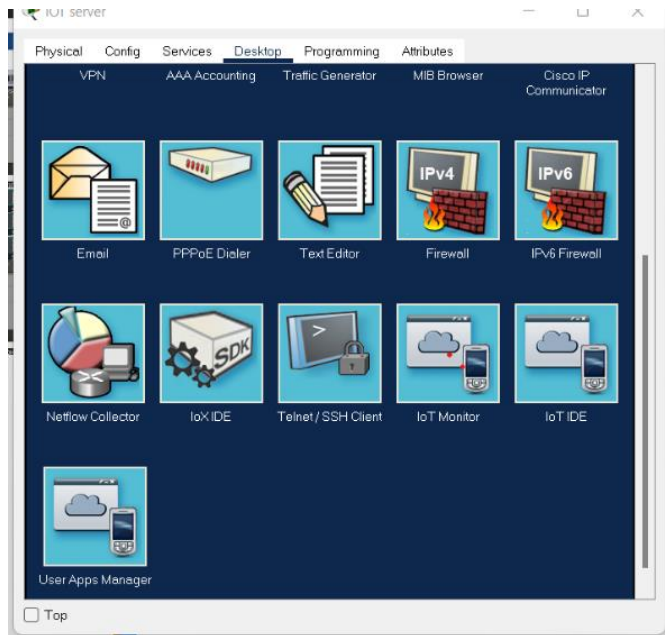 IOT server
Physical Config Services Desktop Programming Attributes
VPN AAA Accounting Traffic Generator MIB Browser Cisco IP Communicator
@
IPv4
IPv6
Email PPPoE Dialer Text Editor Firewall IPv6 Firewall
SDK
>
Netflow Collector IoX IDE Telnet / SSH Client IoT Monitor IoT IDE
User Apps Manager
Top